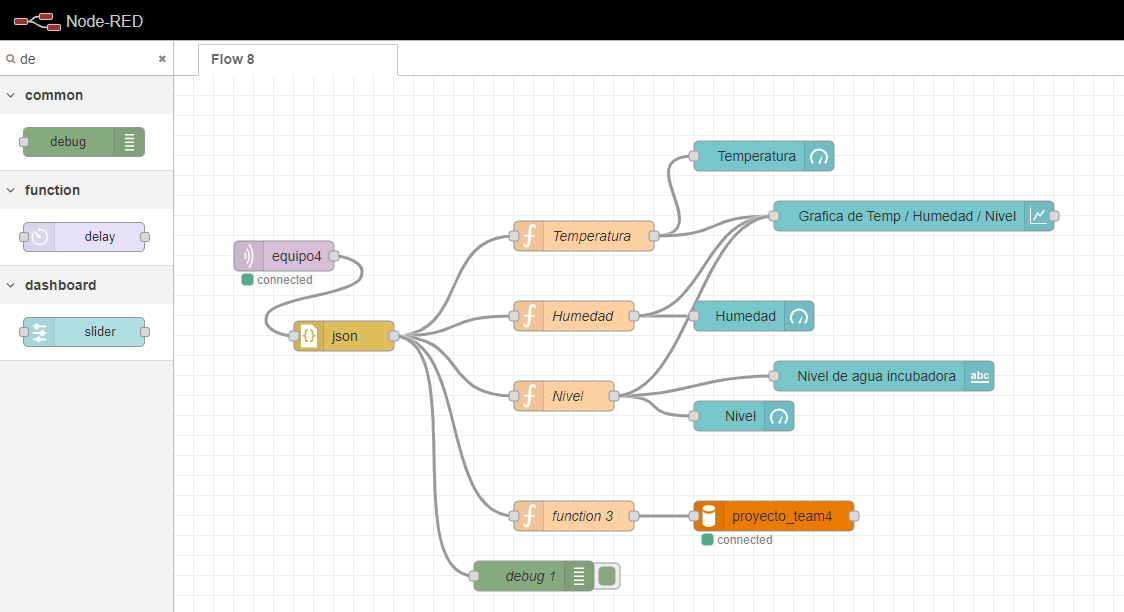 Node-RED
de
Flow 8
common
debug
function
delay
dashboard
slider
equipo4
connected
json
Temperatura
Humedad
Nivel
function 3
debug 1
Temperatura
Grafica de Temp / Humedad / Nivel
Humedad
Nivel de agua incubadora
abc
Nivel
proyecto_team4
connected